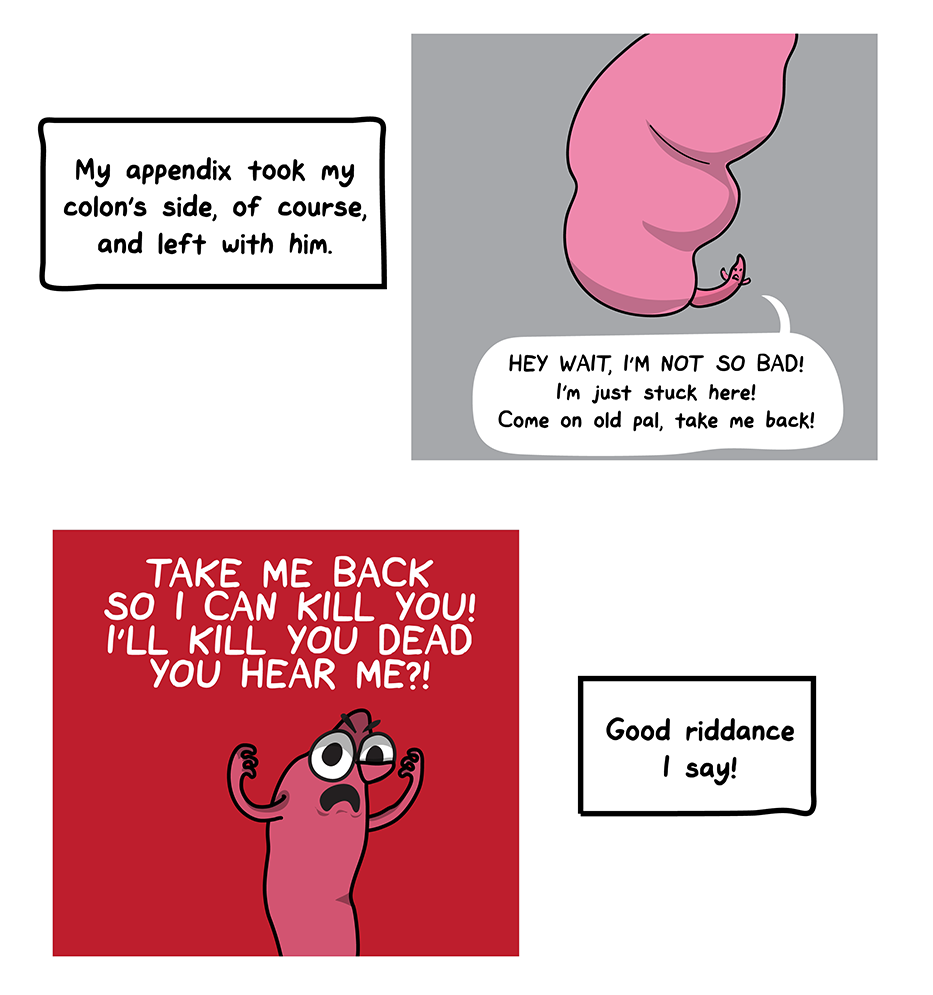 My appendix took my
colon's side, of course,
and left with him.
HEY WAIT, I'M NOT SO BAD!
I'm just stuck here!
Come on old pal, take me back!
TAKE ME BACK
SO I CAN KILL YOU!
I'LL KILL YOU DEAD
YOU HEAR ME?!
Good riddance
I say!